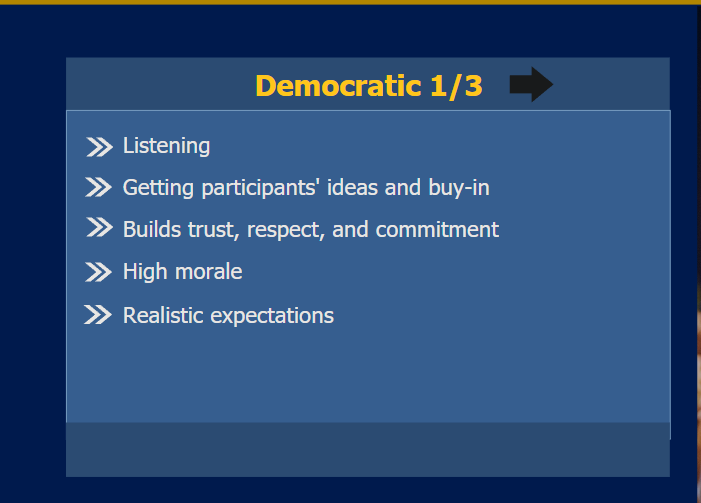 Democratic 1/3
Listening
Getting participants' ideas and buy-in
Builds trust, respect, and commitment
High morale
Realistic expectations